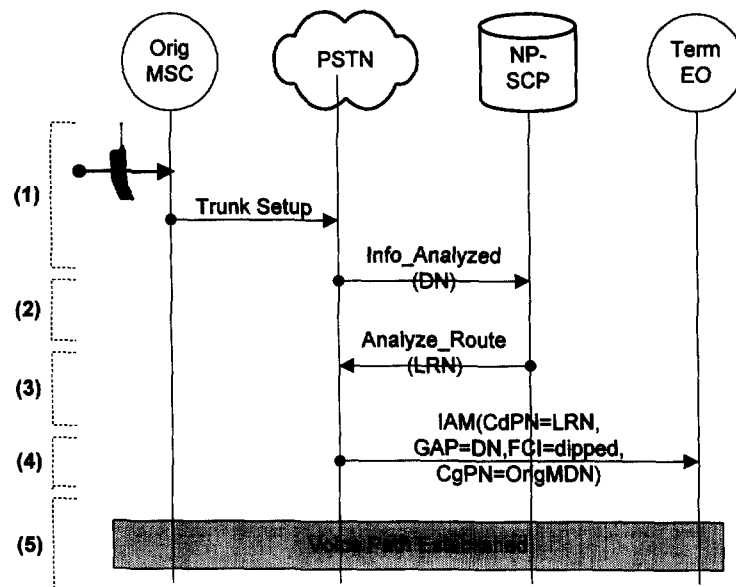 Orig
MSC
PSTN
NP-
SCP
Term
EO
(1)
Trunk Setup
Info_Analyzed
(DN)
(2)
Analyze_Route
(LRN)
(3)
IAM(CdPN=LRN,
GAP=DN,FCI=dipped,
CgPN=OrigMDN)
(4)
(5)
Voice Path Established